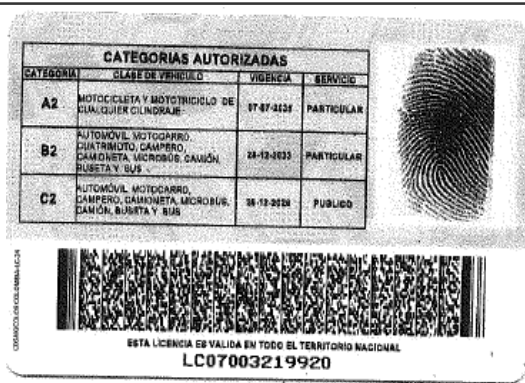 CATEGORIAS AUTORIZADAS
CATEGORIA CLASE DE VEHICULO VIGENCIA SERVICIO
A2 MOTOCICLETA Y MOTOTRICICLO DE CUALQUIER CILINDRAJE PARTICULAR
B2 AUTOMÓVIL, MOTOCARRO, CUATRIMOTO, CAMPERO, CAMIONETA, MICROBÚS, CAMIÓN, BUSETA Y BUS PARTICULAR
C2 AUTOMÓVIL, MOTOCARRO, CAMPERO, CAMIONETA, MICROBUS, CAMIÓN, BUSETA Y BUS PUBLICO
ESTA LICENCIA ES VALIDA EN TODO EL TERRITORIO NACIONAL
LC07003219920